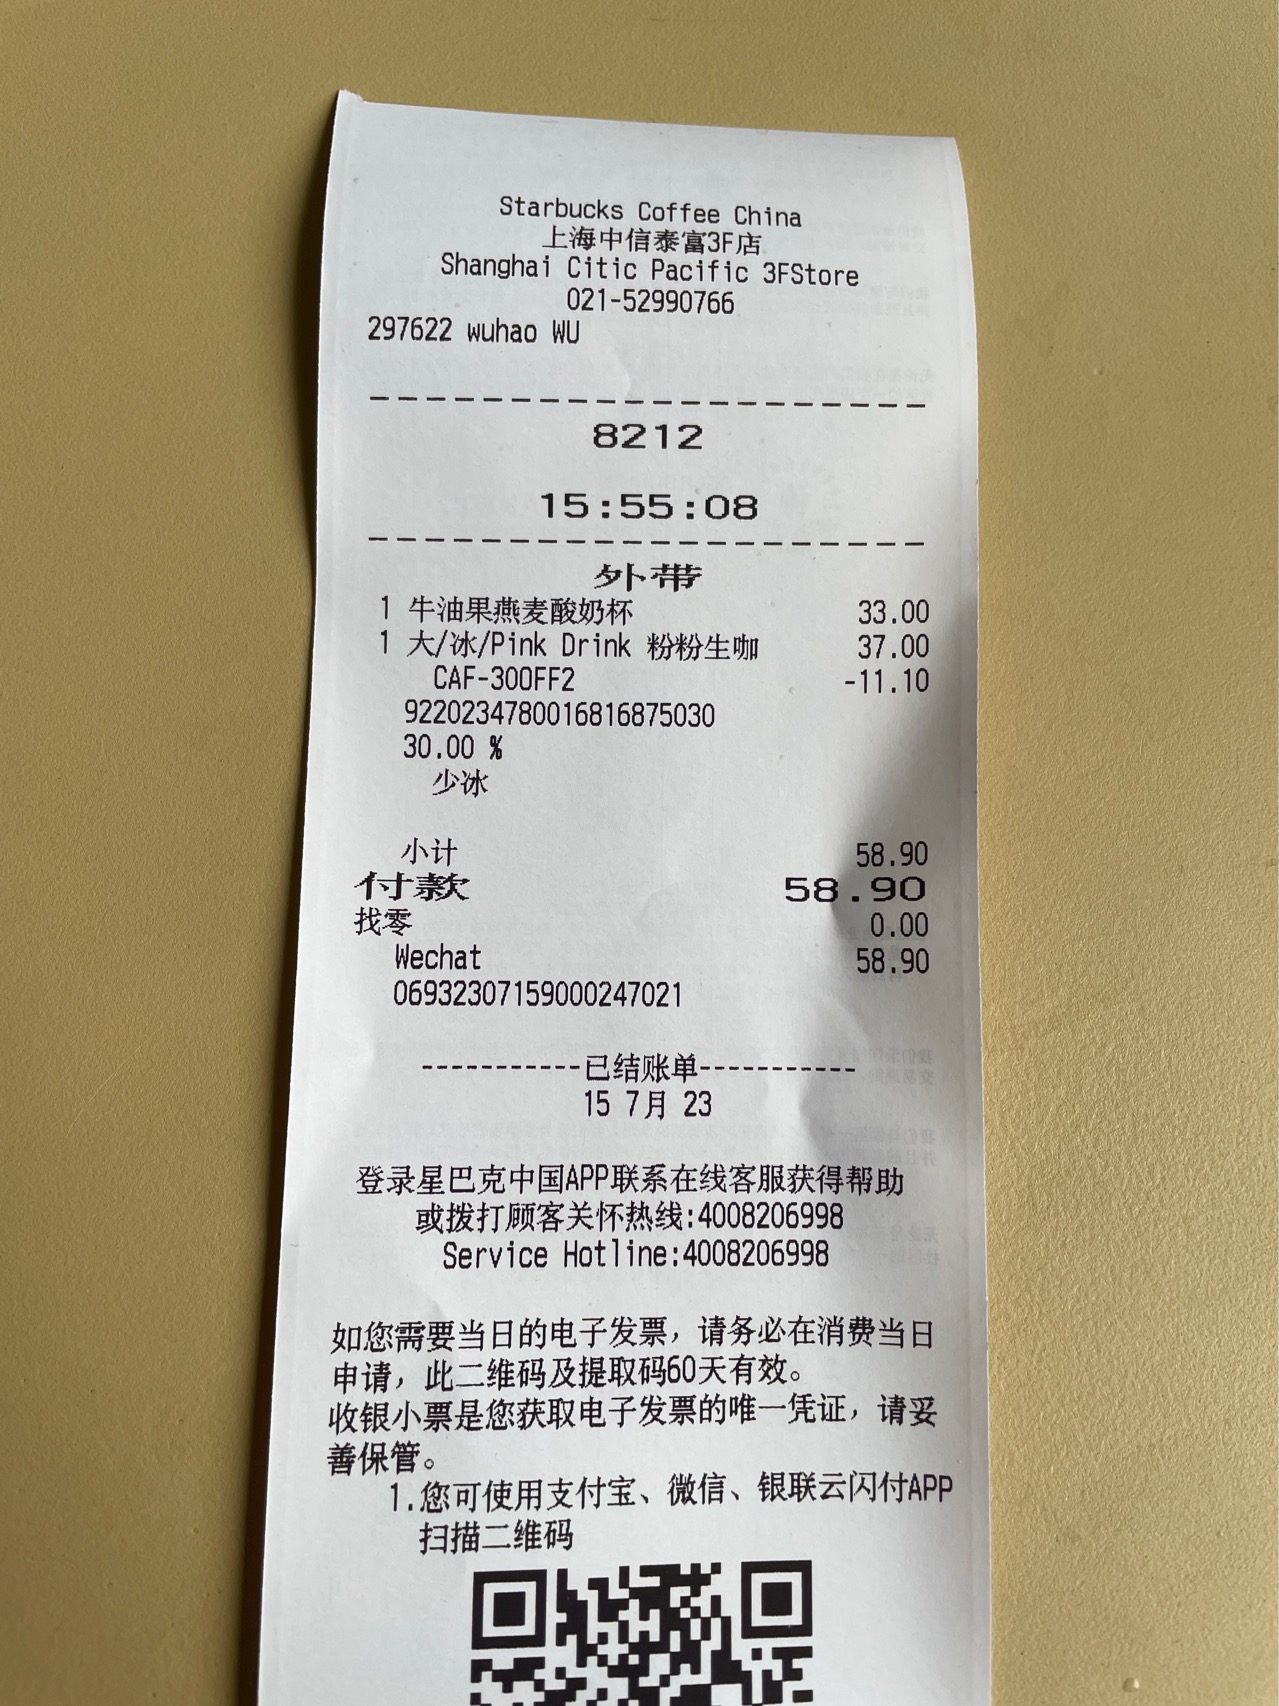 Starbucks Coffee China
上海中信泰富3F店
Shanghai Citic Pacific 3FStore
021-52990766
297622 wuhao WU
--------------------
8212
15:55:08
--------------------
外带
1 牛油果燕麦酸奶杯 33.00
1 大/冰/Pink Drink 粉粉生咖 37.00
CAF-300FF2 -11.10
9220234780016816875030
30.00 %
少冰
小计 58.90
付款 58.90
找零 0.00
Wechat 58.90
069323071590002​47021
-----------已结账单-----------
15 7月 23
登录星巴克中国APP联系在线客服获得帮助
或拨打顾客关怀热线:4008206998
Service Hotline:4008206998
如您需要当日的电子发票，请务必在消费当日
申请，此二维码及提取码60天有效。
收银小票是您获取电子发票的唯一凭证，请妥
善保管。
1.您可使用支付宝、微信、银联云闪付APP
扫描二维码